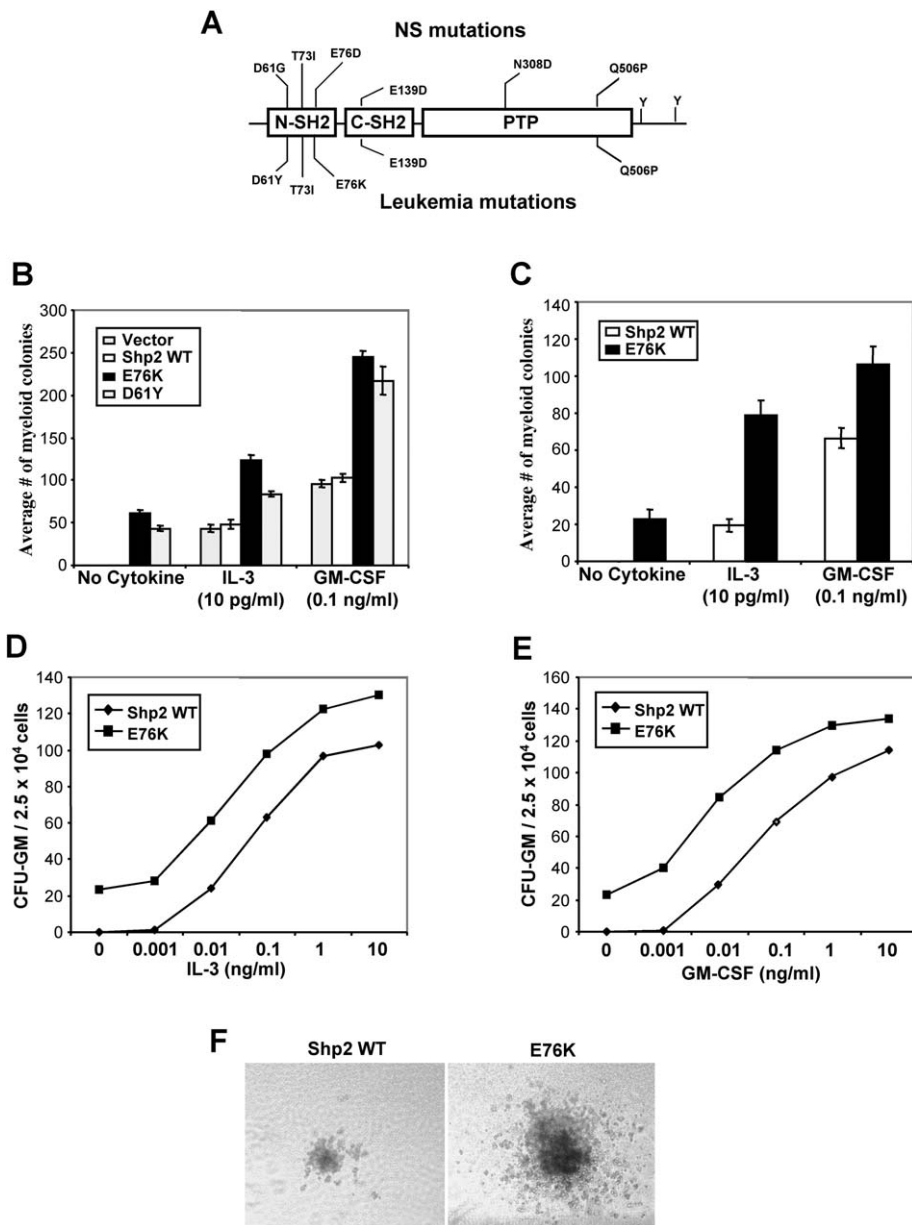 A
NS mutations
D61G
T73I
E76D
E139D
N308D
Q506P
Y
Y
N-SH2
C-SH2
PTP
D61Y
T73I
E76K
E139D
Q506P
Leukemia mutations
B
Average # of myeloid colonies
300
250
200
150
100
50
0
Vector
Shp2 WT
E76K
D61Y
No Cytokine
IL-3
(10 pg/ml)
GM-CSF
(0.1 ng/ml)
C
Average # of myeloid colonies
140
120
100
80
60
40
20
0
Shp2 WT
E76K
No Cytokine
IL-3
(10 pg/ml)
GM-CSF
(0.1 ng/ml)
D
CFU-GM / 2.5 x 10⁴ cells
140
120
100
80
60
40
20
0
Shp2 WT
E76K
0 0.001 0.01 0.1 1 10
IL-3 (ng/ml)
E
CFU-GM / 2.5 x 10⁴ cells
160
140
120
100
80
60
40
20
0
Shp2 WT
E76K
0 0.001 0.01 0.1 1 10
GM-CSF (ng/ml)
F
Shp2 WT
E76K